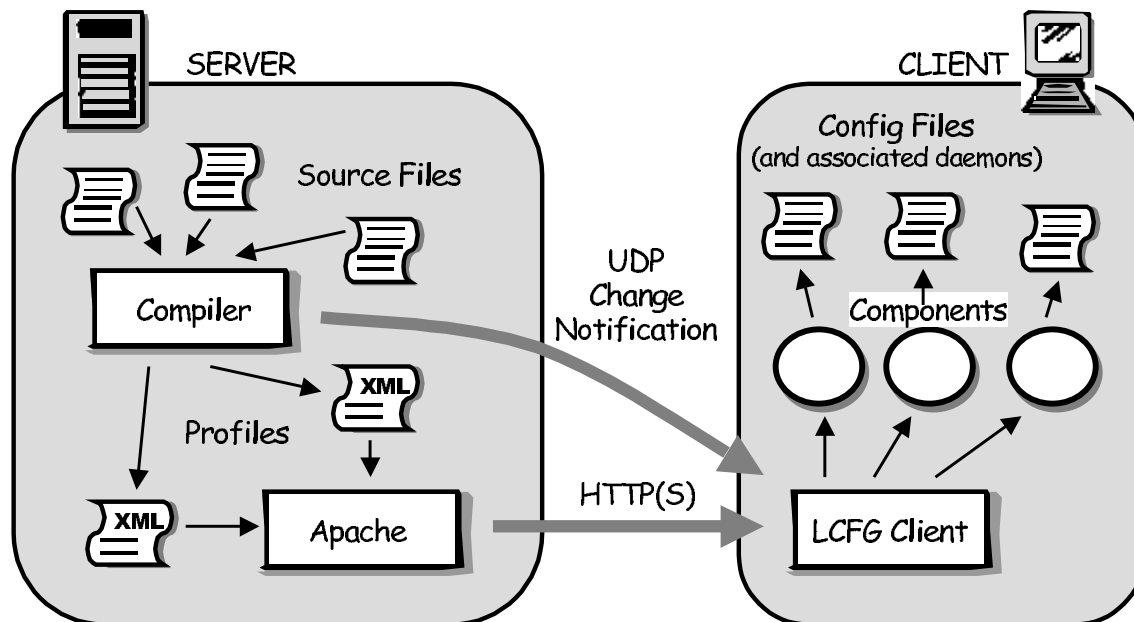 SERVER
CLIENT
Source Files
Compiler
XML
Profiles
XML
Apache
UDP
Change
Notification
HTTP(S)
Config Files
(and associated daemons)
Components
LCFG Client